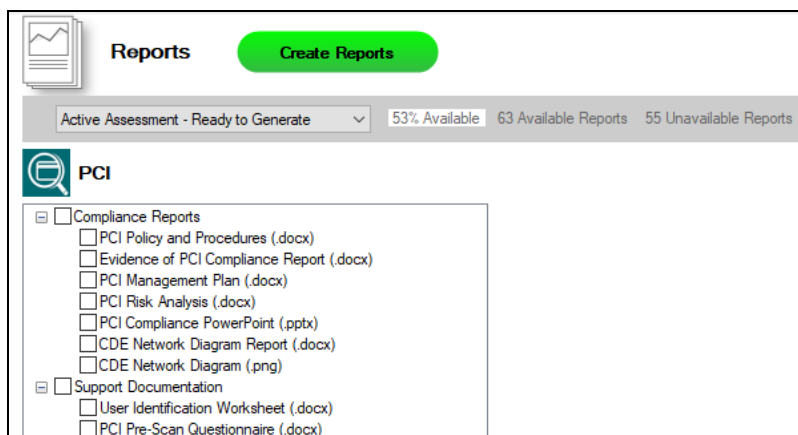 Reports
Create Reports
Active Assessment - Ready to Generate
53% Available
63 Available Reports
55 Unavailable Reports
PCI
Compliance Reports
PCI Policy and Procedures (.docx)
Evidence of PCI Compliance Report (.docx)
PCI Management Plan (.docx)
PCI Risk Analysis (.docx)
PCI Compliance PowerPoint (.pptx)
CDE Network Diagram Report (.docx)
CDE Network Diagram (.png)
Support Documentation
User Identification Worksheet (.docx)
PCI Pre-Scan Questionnaire (.docx)